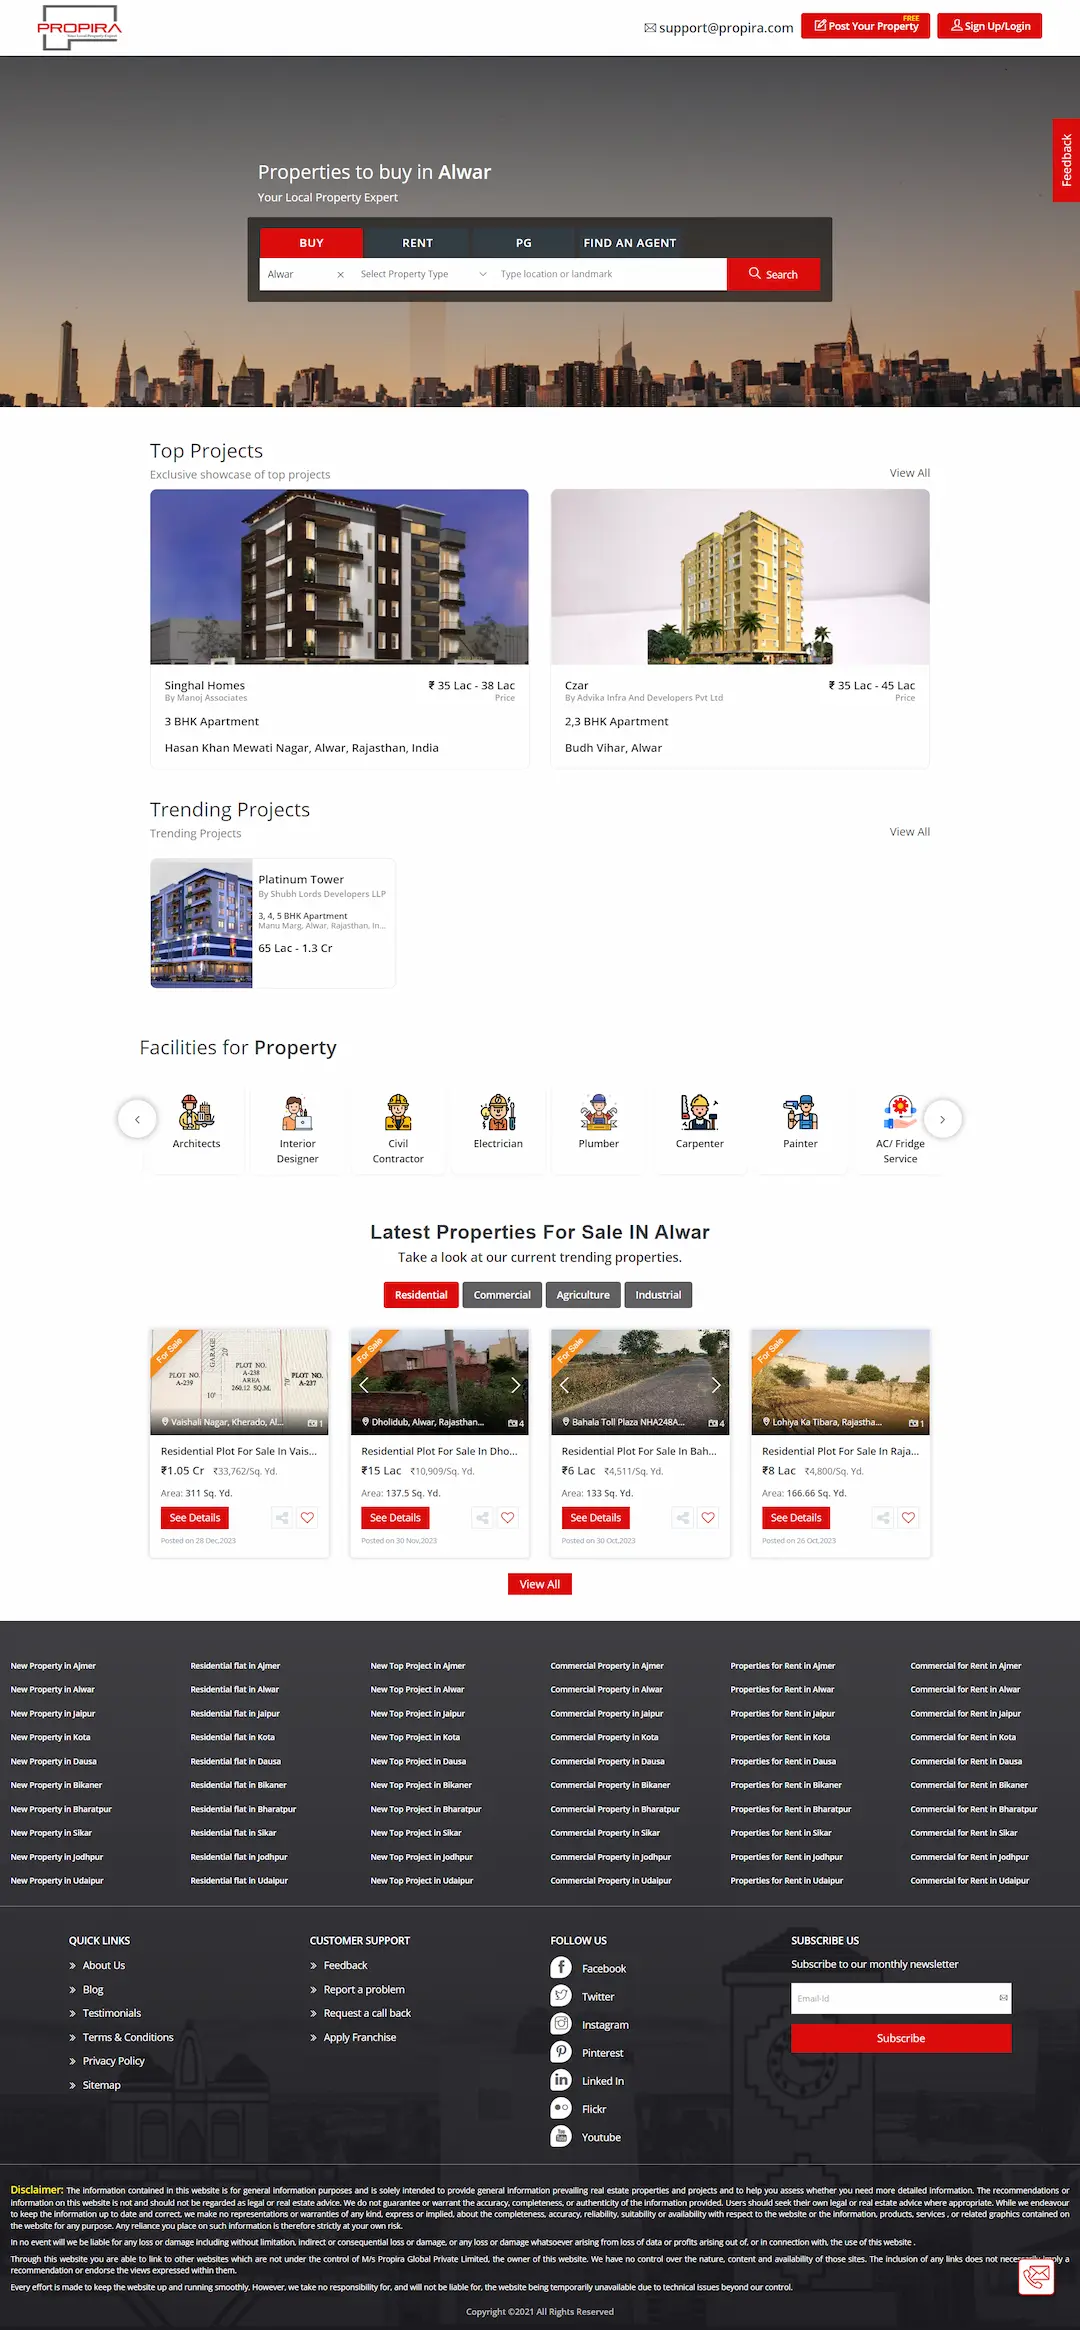 PROPIRA
support@propira.com
FREE
Post Your Property
Sign Up/Login
Feedback
Properties to buy in Alwar
Your Local Property Expert
BUY
RENT
PG
FIND AN AGENT
Alwar
Select Property Type
Type location or landmark
Search
Top Projects
Exclusive showcase of top projects
View All
Singhal Homes
₹ 35 Lac - 38 Lac
By Manoj Associates
Price
3 BHK Apartment
Hasan Khan Mewati Nagar, Alwar, Rajasthan, India
Czar
₹ 35 Lac - 45 Lac
By Advika Infra And Developers Pvt Ltd
Price
2,3 BHK Apartment
Budh Vihar, Alwar
Trending Projects
Trending Projects
View All
Platinum Tower
By Shubh Lords Developers LLP
3, 4, 5 BHK Apartment
Manu Marg, Alwar, Rajasthan, In...
65 Lac - 1.3 Cr
Facilities for Property
Architects
Interior
Designer
Civil
Contractor
Electrician
Plumber
Carpenter
Painter
AC/ Fridge
Service
Latest Properties For Sale IN Alwar
Take a look at our current trending properties.
Residential
Commercial
Agriculture
Industrial
For Sale
GARAGE
20'
PLOT NO.
A-239
PLOT NO.
A-238
AREA
260.12 SQ.M.
10'
70'
PLOT NO.
A-237
Vaishali Nagar, Kherado, Al...
1
Residential Plot For Sale In Vais...
₹1.05 Cr ₹33,762/Sq. Yd.
Area: 311 Sq. Yd.
See Details
Posted on 28 Dec,2023
For Sale
Dholidub, Alwar, Rajasthan...
4
Residential Plot For Sale In Dho...
₹15 Lac ₹10,909/Sq. Yd.
Area: 137.5 Sq. Yd.
See Details
Posted on 30 Nov,2023
For Sale
Bahala Toll Plaza NHA248A...
4
Residential Plot For Sale In Bah...
₹6 Lac ₹4,511/Sq. Yd.
Area: 133 Sq. Yd.
See Details
Posted on 30 Oct,2023
For Sale
Lohiya Ka Tibara, Rajastha...
1
Residential Plot For Sale In Raja...
₹8 Lac ₹4,800/Sq. Yd.
Area: 166.66 Sq. Yd.
See Details
Posted on 26 Oct,2023
View All
New Property in Ajmer
Residential flat in Ajmer
New Top Project in Ajmer
Commercial Property in Ajmer
Properties for Rent in Ajmer
Commercial for Rent in Ajmer
New Property in Alwar
Residential flat in Alwar
New Top Project in Alwar
Commercial Property in Alwar
Properties for Rent in Alwar
Commercial for Rent in Alwar
New Property in Jaipur
Residential flat in Jaipur
New Top Project in Jaipur
Commercial Property in Jaipur
Properties for Rent in Jaipur
Commercial for Rent in Jaipur
New Property in Kota
Residential flat in Kota
New Top Project in Kota
Commercial Property in Kota
Properties for Rent in Kota
Commercial for Rent in Kota
New Property in Dausa
Residential flat in Dausa
New Top Project in Dausa
Commercial Property in Dausa
Properties for Rent in Dausa
Commercial for Rent in Dausa
New Property in Bikaner
Residential flat in Bikaner
New Top Project in Bikaner
Commercial Property in Bikaner
Properties for Rent in Bikaner
Commercial for Rent in Bikaner
New Property in Bharatpur
Residential flat in Bharatpur
New Top Project in Bharatpur
Commercial Property in Bharatpur
Properties for Rent in Bharatpur
Commercial for Rent in Bharatpur
New Property in Sikar
Residential flat in Sikar
New Top Project in Sikar
Commercial Property in Sikar
Properties for Rent in Sikar
Commercial for Rent in Sikar
New Property in Jodhpur
Residential flat in Jodhpur
New Top Project in Jodhpur
Commercial Property in Jodhpur
Properties for Rent in Jodhpur
Commercial for Rent in Jodhpur
New Property in Udaipur
Residential flat in Udaipur
New Top Project in Udaipur
Commercial Property in Udaipur
Properties for Rent in Udaipur
Commercial for Rent in Udaipur
QUICK LINKS
About Us
Blog
Testimonials
Terms & Conditions
Privacy Policy
Sitemap
CUSTOMER SUPPORT
Feedback
Report a problem
Request a call back
Apply Franchise
FOLLOW US
Facebook
Twitter
Instagram
Pinterest
Linked In
Flickr
Youtube
SUBSCRIBE US
Subscribe to our monthly newsletter
Email-Id
Subscribe
Disclaimer: The information contained in this website is for general information purposes and is solely intended to provide general information prevailing real estate properties and projects and to help you assess whether you need more detailed information. The recommendations or
information on this website is not and should not be regarded as legal or real estate advice. We do not guarantee or warrant the accuracy, completeness, or authenticity of the information provided. Users should seek their own legal or real estate advice where appropriate. While we endeavour
to keep the information up to date and correct, we make no representations or warranties of any kind, express or implied, about the completeness, accuracy, reliability, suitability or availability with respect to the website or the information, products, services , or related graphics contained on
the website for any purpose. Any reliance you place on such information is therefore strictly at your own risk.
In no event will we be liable for any loss or damage including without limitation, indirect or consequential loss or damage, or any loss or damage whatsoever arising from loss of data or profits arising out of, or in connection with, the use of this website .
Through this website you are able to link to other websites which are not under the control of M/s Propira Global Private Limited, the owner of this website. We have no control over the nature, content and availability of those sites. The inclusion of any links does not necessarily imply a
recommendation or endorse the views expressed within them.
Every effort is made to keep the website up and running smoothly. However, we take no responsibility for, and will not be liable for, the website being temporarily unavailable due to technical issues beyond our control.
Copyright ©2021 All Rights Reserved